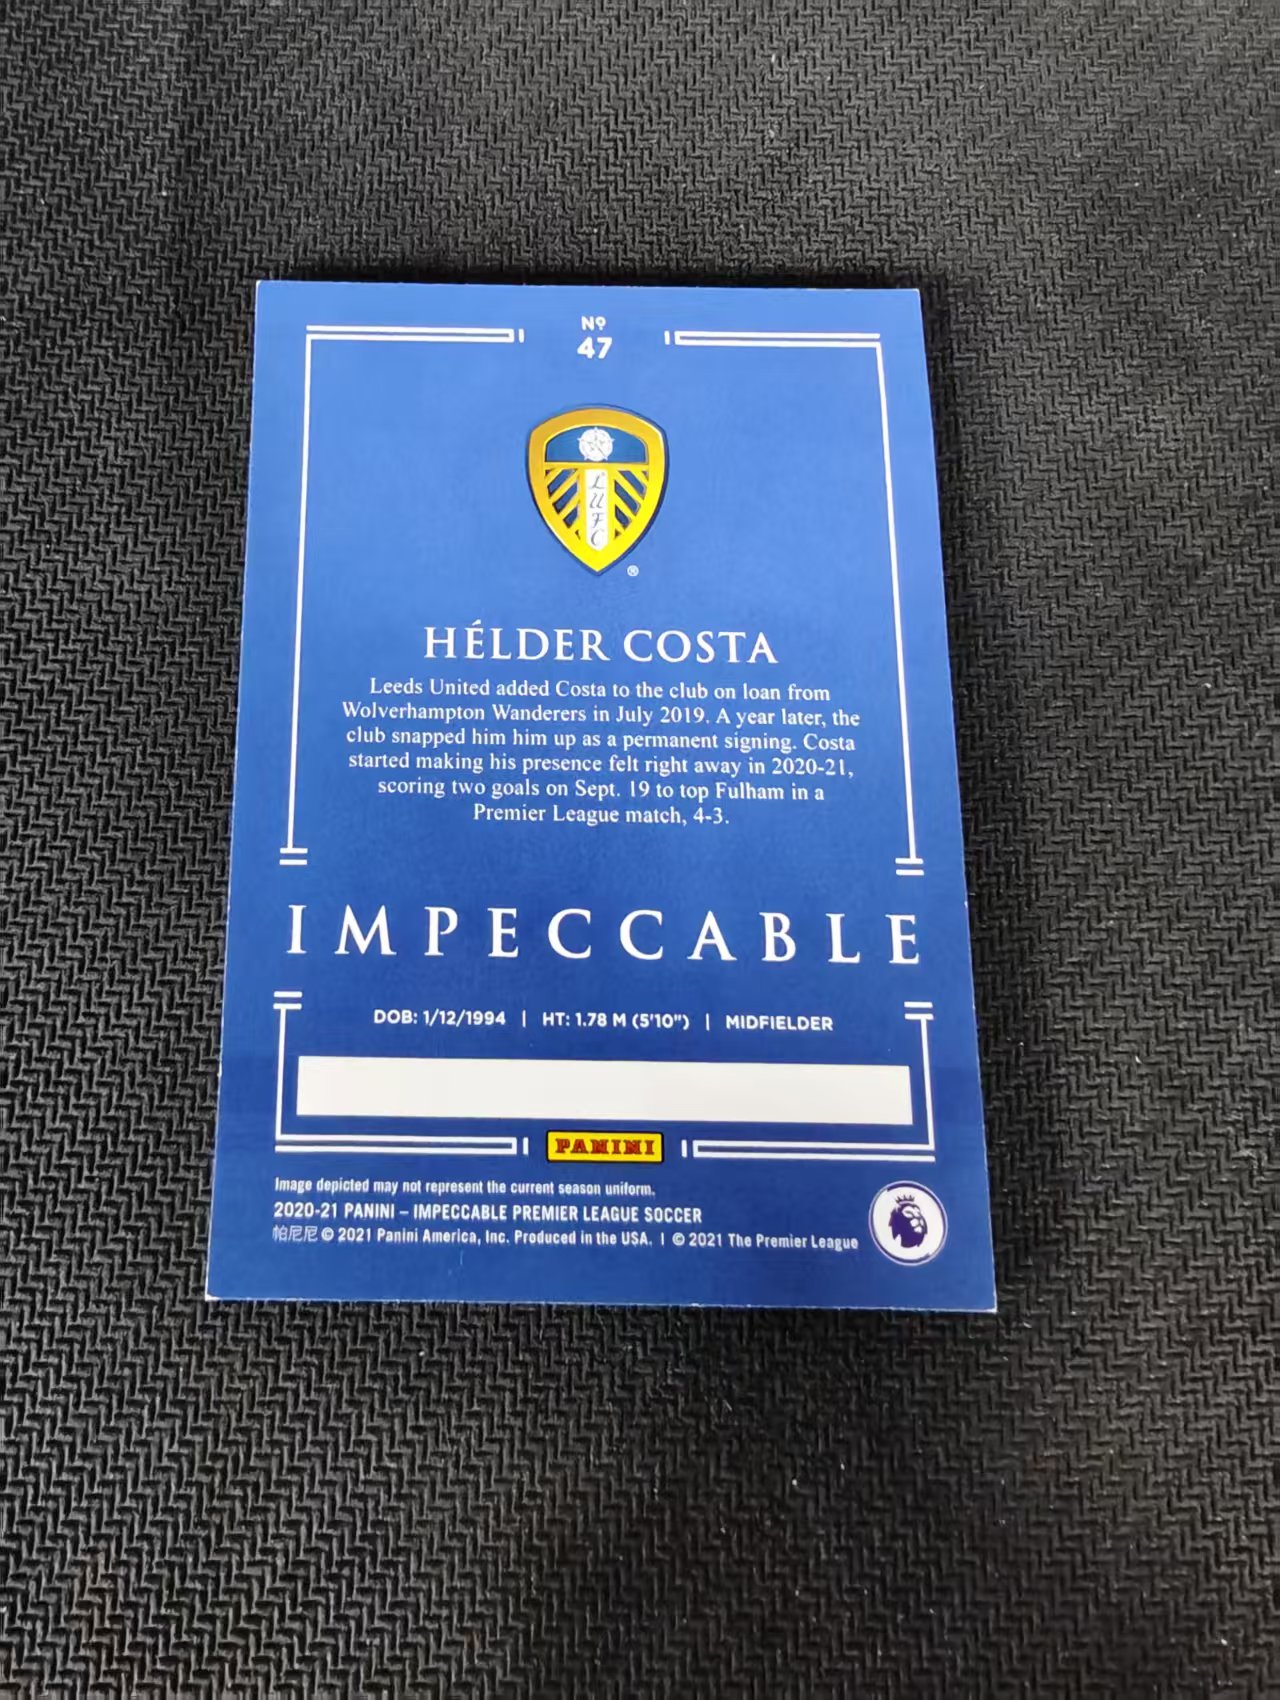 Nº
47
LUFC
®
HÉLDER COSTA
Leeds United added Costa to the club on loan from
Wolverhampton Wanderers in July 2019. A year later, the
club snapped him him up as a permanent signing. Costa
started making his presence felt right away in 2020-21,
scoring two goals on Sept. 19 to top Fulham in a
Premier League match, 4-3.
IMPECCABLE
DOB: 1/12/1994 | HT: 1.78 M (5'10") | MIDFIELDER
PANINI
Image depicted may not represent the current season uniform.
2020-21 PANINI – IMPECCABLE PREMIER LEAGUE SOCCER
帕尼尼 © 2021 Panini America, Inc. Produced in the USA. | © 2021 The Premier League